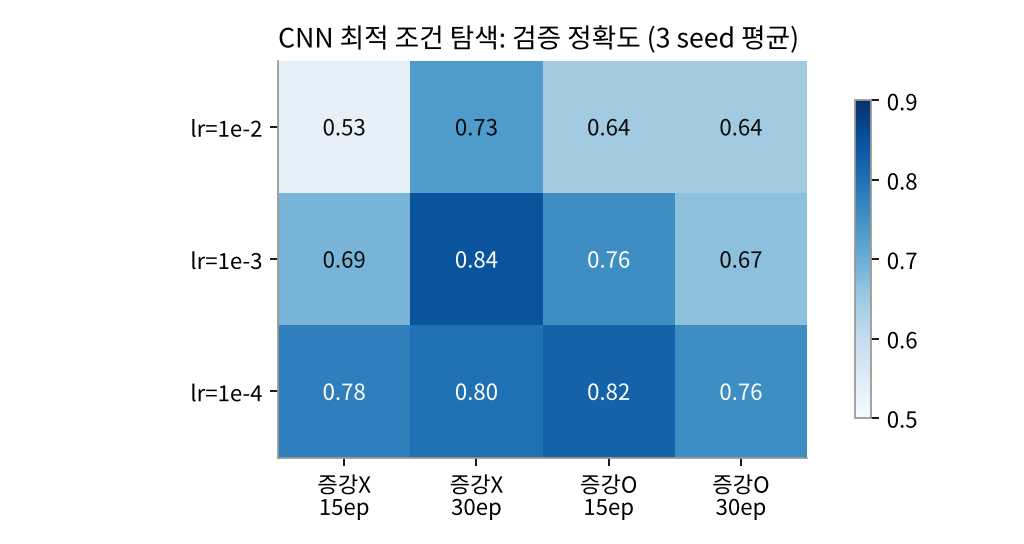 CNN 최적 조건 탐색: 검증 정확도 (3 seed 평균)
lr=1e-2 0.53 0.73 0.64 0.64
lr=1e-3 0.69 0.84 0.76 0.67
lr=1e-4 0.78 0.80 0.82 0.76
증강X 증강X 증강O 증강O
15ep 30ep 15ep 30ep
0.9
0.8
0.7
0.6
0.5